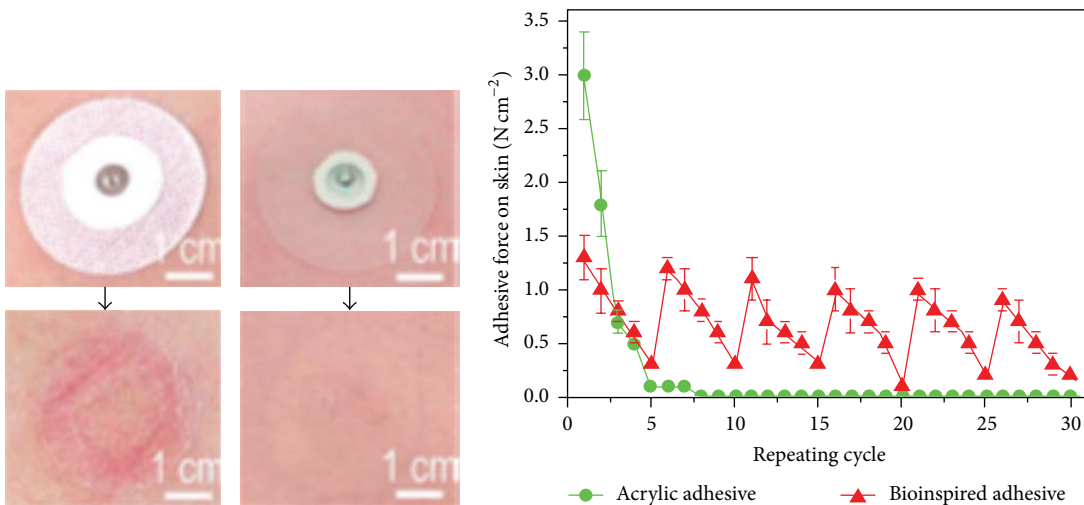 1 cm
1 cm
1 cm
1 cm
Adhesive force on skin (N cm⁻²)
3.5
3.0
2.5
2.0
1.5
1.0
0.5
0.0
0
5
10
15
20
25
30
Repeating cycle
Acrylic adhesive
Bioinspired adhesive